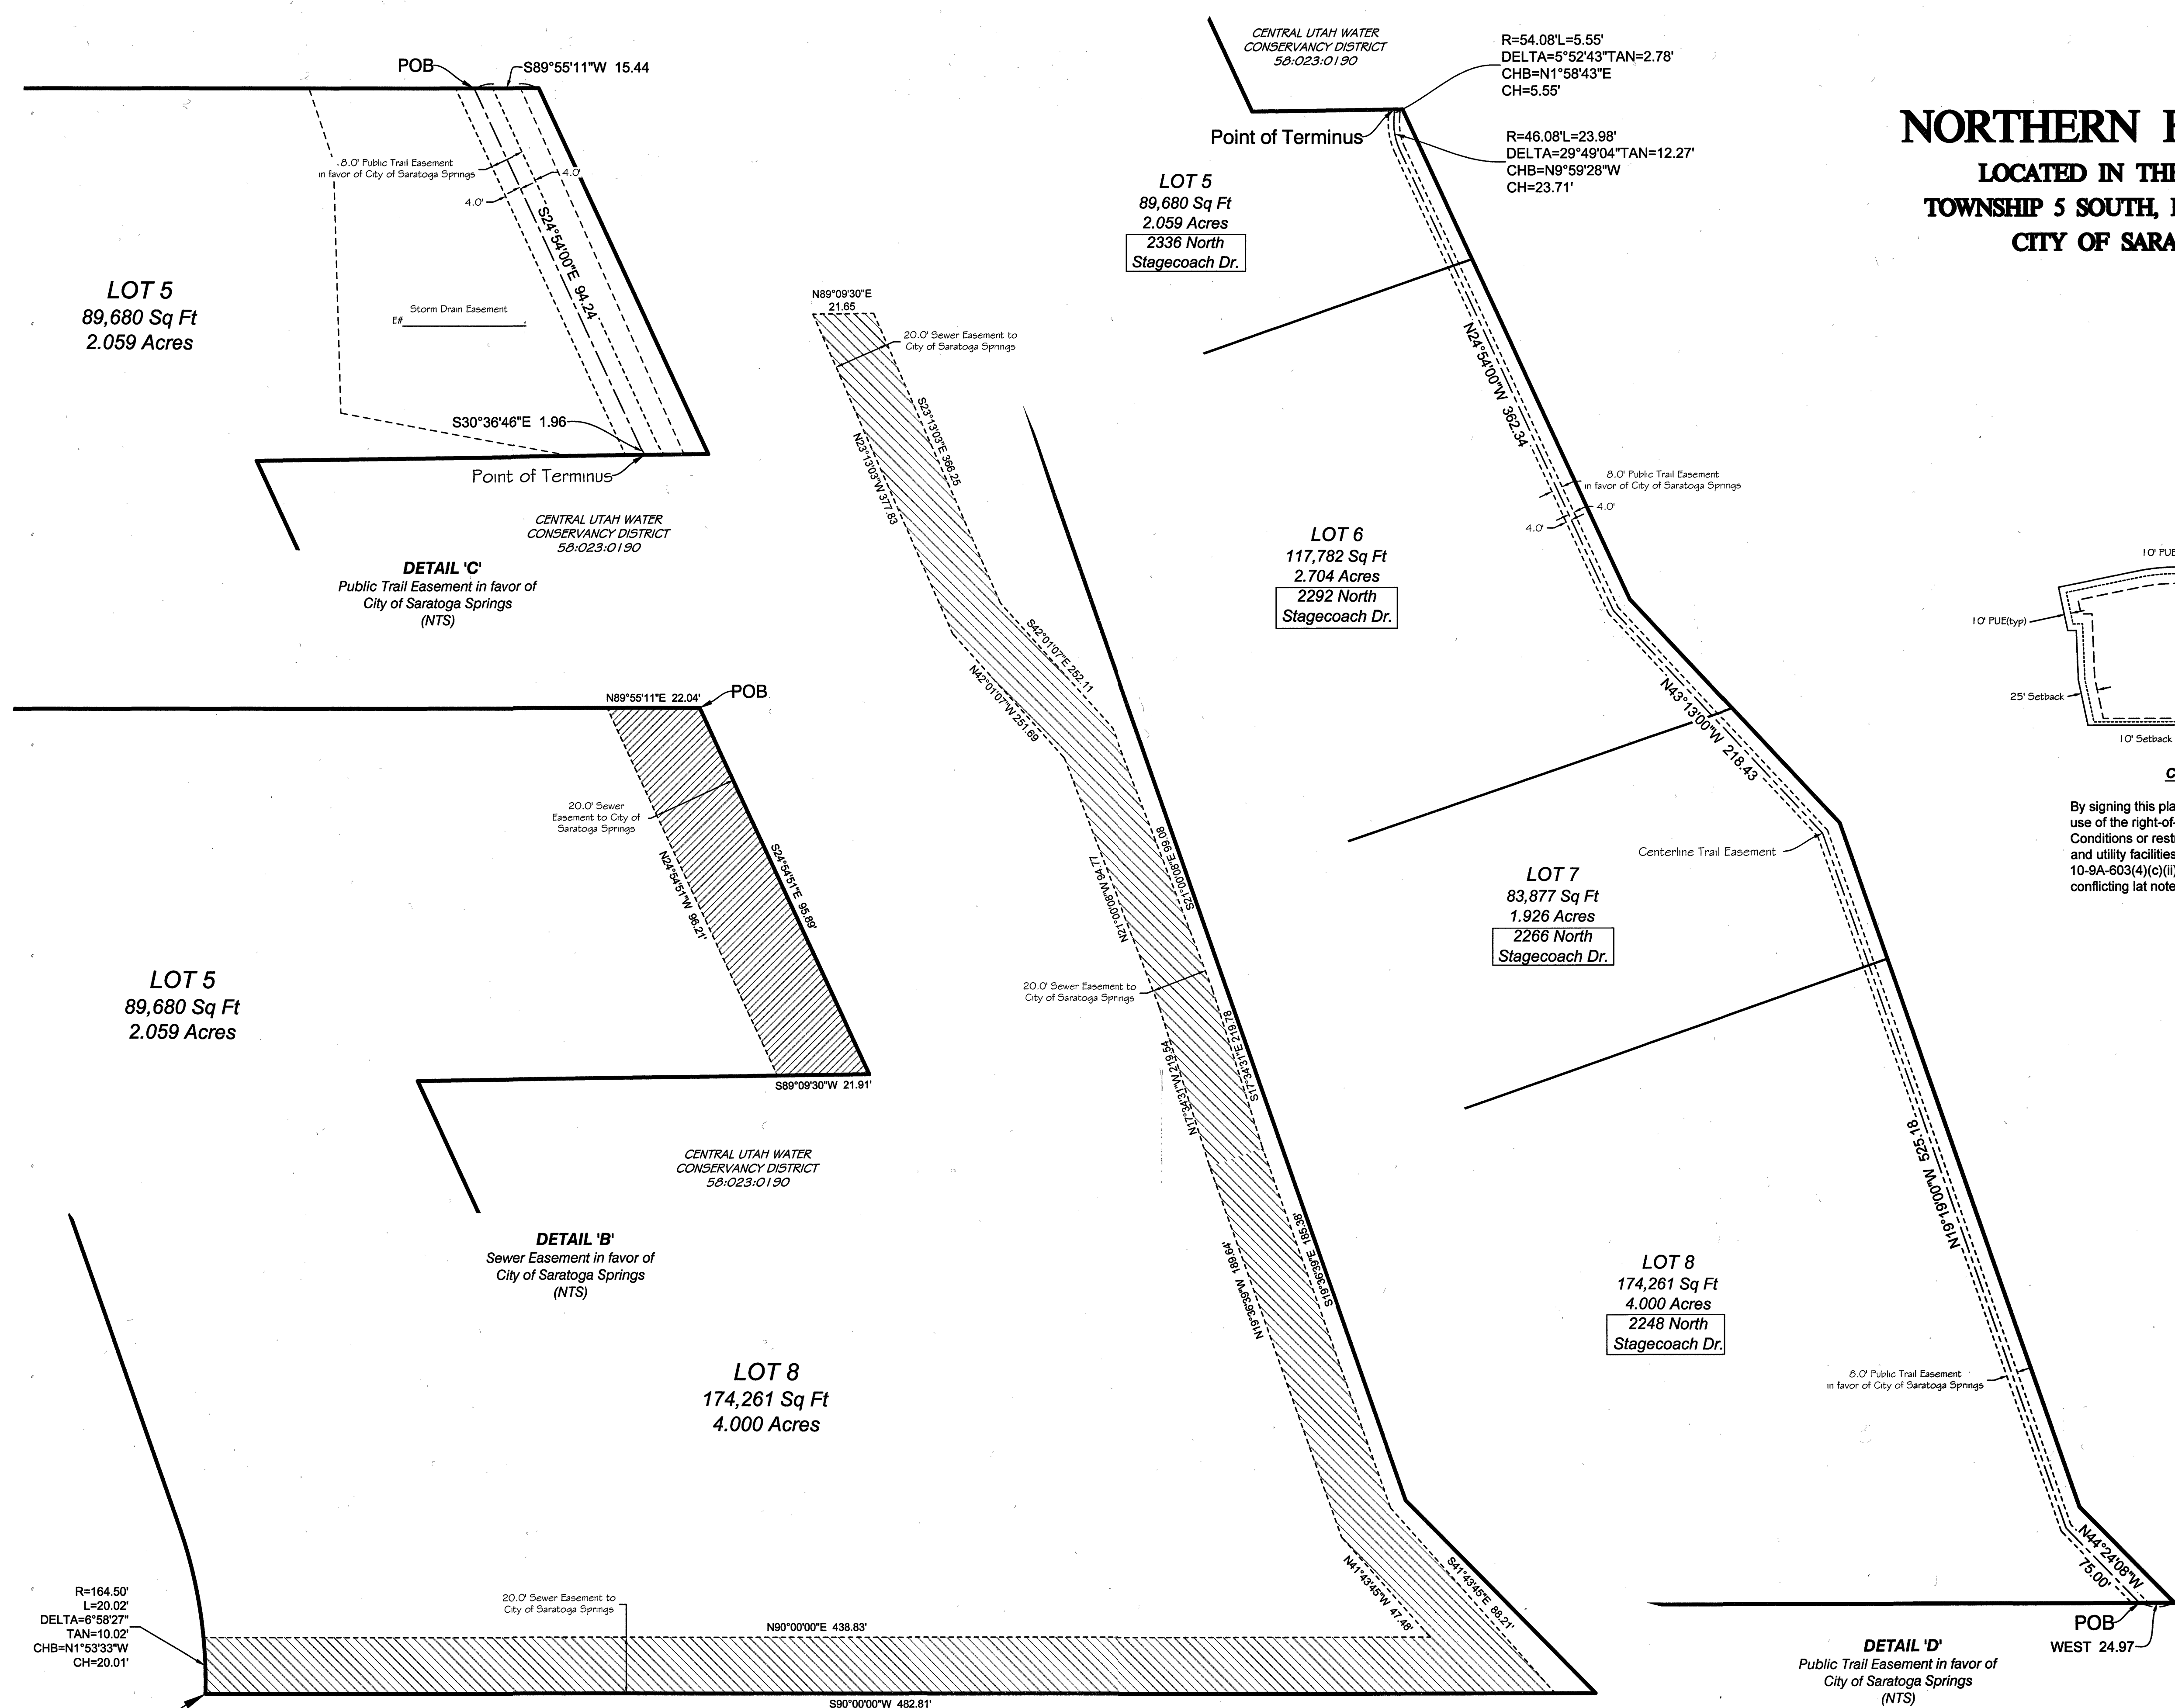 POB
S89°55'11"W 15.44
8.0' Public Trail Easement
in favor of City of Saratoga Springs
4.0'
4.0'
S24°54'00"E 94.24
LOT 5
89,680 Sq Ft
2.059 Acres
Storm Drain Easement
E#
S30°36'46"E 1.96
Point of Terminus
CENTRAL UTAH WATER
CONSERVANCY DISTRICT
58:023:0190
DETAIL 'C'
Public Trail Easement in favor of
City of Saratoga Springs
(NTS)
N89°55'11"E 22.04'
POB
20.0' Sewer
Easement to City of
Saratoga Springs
N24°54'51"W 96.21'
S24°54'51"E 95.89'
LOT 5
89,680 Sq Ft
2.059 Acres
S89°09'30"W 21.91'
CENTRAL UTAH WATER
CONSERVANCY DISTRICT
58:023:0190
DETAIL 'B'
Sewer Easement in favor of
City of Saratoga Springs
(NTS)
N89°09'30"E
21.65
20.0' Sewer Easement to
City of Saratoga Springs
S23°13'03"E 366.25
N23°13'03"W 377.83
S42°01'07"E 252.11
N42°01'07"W 251.69
S21°00'08"E 99.08
N21°00'08"W 94.77
20.0' Sewer Easement to
City of Saratoga Springs
S17°34'31"E 219.78
N17°34'31"W 219.54
S19°36'39"E 185.38'
N19°36'39"W 189.64'
LOT 8
174,261 Sq Ft
4.000 Acres
N41°43'45"W 47.48'
S41°43'45"E 88.21'
R=164.50'
L=20.02'
DELTA=6°58'27"
TAN=10.02'
CHB=N1°53'33"W
CH=20.01'
20.0' Sewer Easement to
City of Saratoga Springs
N90°00'00"E 438.83'
S90°00'00"W 482.81'
CENTRAL UTAH WATER
CONSERVANCY DISTRICT
58:023:0190
R=54.08'L=5.55'
DELTA=5°52'43"TAN=2.78'
CHB=N1°58'43"E
CH=5.55'
Point of Terminus
R=46.08'L=23.98'
DELTA=29°49'04"TAN=12.27'
CHB=N9°59'28"W
CH=23.71'
LOT 5
89,680 Sq Ft
2.059 Acres
2336 North
Stagecoach Dr.
N24°54'00"W 362.34
8.0' Public Trail Easement
in favor of City of Saratoga Springs
4.0'
4.0'
LOT 6
117,782 Sq Ft
2.704 Acres
2292 North
Stagecoach Dr.
N43°13'00"W 218.43
Centerline Trail Easement
LOT 7
83,877 Sq Ft
1.926 Acres
2266 North
Stagecoach Dr.
N19°19'00"W 525.18
LOT 8
174,261 Sq Ft
4.000 Acres
2248 North
Stagecoach Dr.
8.0' Public Trail Easement
in favor of City of Saratoga Springs
N44°24'08"W
75.00'
POB
WEST 24.97
DETAIL 'D'
Public Trail Easement in favor of
City of Saratoga Springs
(NTS)
NORTHERN
LOCATED IN THE
TOWNSHIP 5 SOUTH,
CITY OF SARA
10' PUE
10' PUE(typ)
25' Setback
10' Setback
By signing this pla
use of the right-of-
Conditions or restr
and utility facilities
10-9A-603(4)(c)(ii)
conflicting lat note